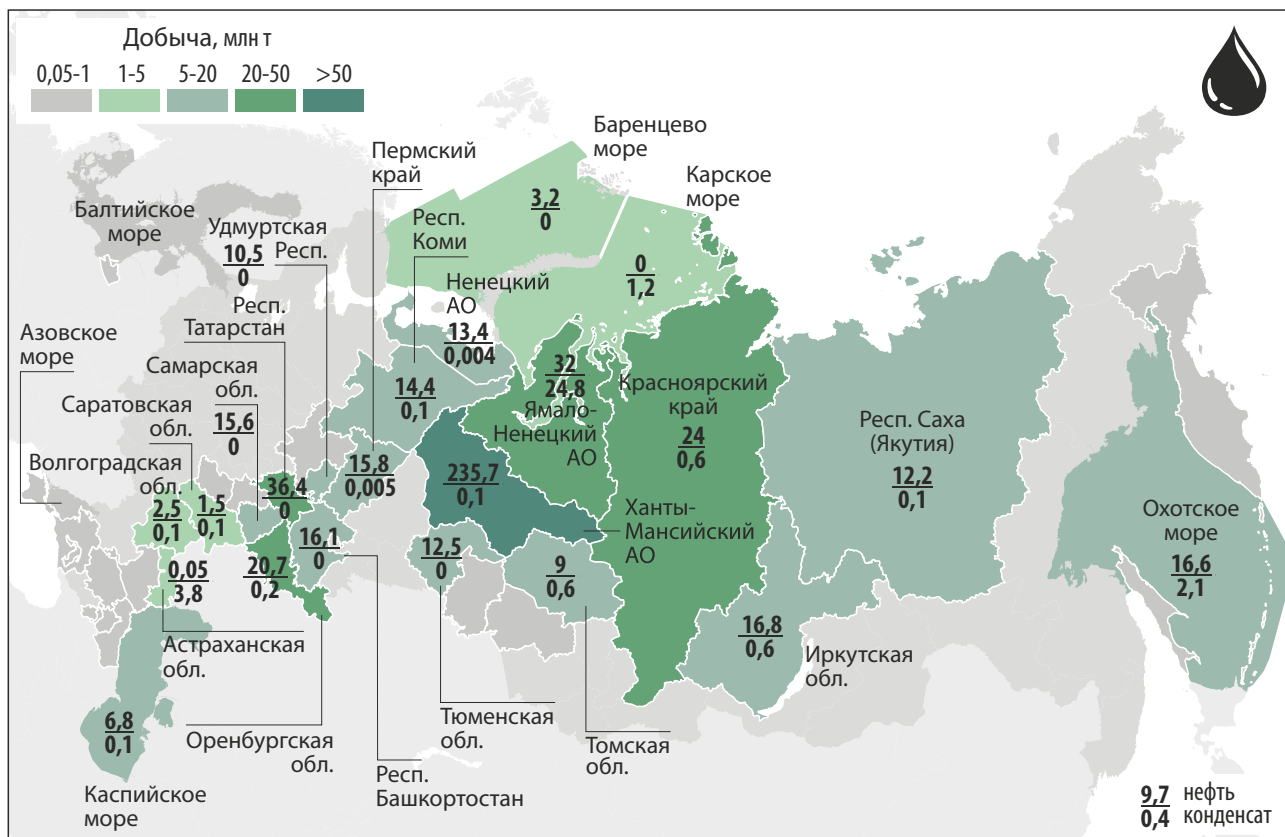 Добыча, млн т
0,05-1
1-5
5-20
20-50
>50
Баренцево
море
Пермский
край
Карское
море
3,2
0
Балтийское
море
Удмуртская
Респ.
10,5
0
Респ.
Коми
0
1,2
Ненецкий
АО
13,4
0,004
Респ.
Татарстан
Азовское
море
Самарская
обл.
15,6
0
Саратовская
обл.
Волгоградская
обл.
14,4
0,1
32
24,8
Ямало-
Ненецкий
АО
Красноярский
край
24
0,6
Респ. Саха
(Якутия)
12,2
0,1
15,8
0,005
235,7
0,1
36,4
0
2,5
0,1
1,5
0,1
Ханты-
Мансийский
АО
Охотское
море
16,6
2,1
16,1
0
12,5
0
9
0,6
0,05
3,8
20,7
0,2
16,8
0,6
Иркутская
обл.
Астраханская
обл.
6,8
0,1
Каспийское
море
Оренбургская
обл.
Тюменская
обл.
Томская
обл.
Респ.
Башкортостан
9,7 нефть
0,4 конденсат